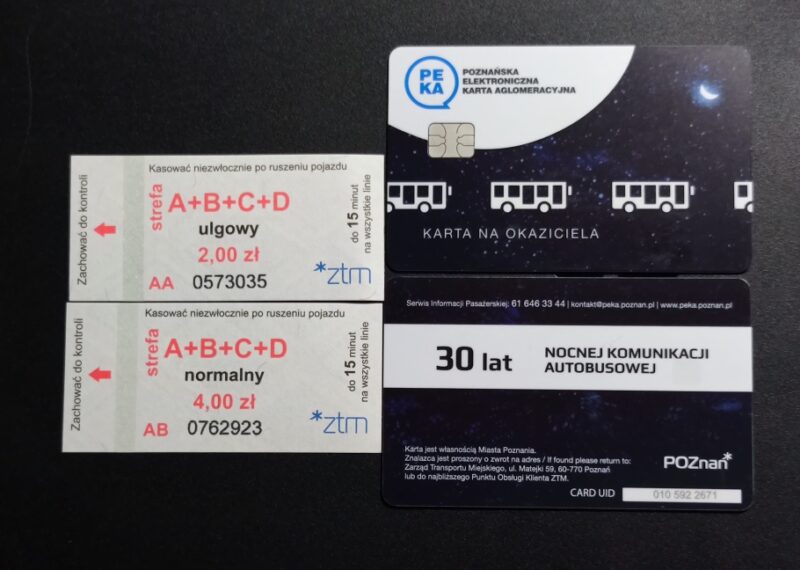 Zachować do kontroli
Kasować niezwłocznie po ruszeniu pojazdu
strefa
A+B+C+D
ulgowy
2,00 zł
AA 0573035
do 15 minut
na wszystkie linie
*ztm
Zachować do kontroli
Kasować niezwłocznie po ruszeniu pojazdu
strefa
A+B+C+D
normalny
4,00 zł
AB 0762923
do 15 minut
na wszystkie linie
*ztm
PE
KA
POZNAŃSKA
ELEKTRONICZNA
KARTA AGLOMERACYJNA
KARTA NA OKAZICIELA
Serwis Informacji Pasażerskiej: 61 646 33 44 | kontakt@peka.poznan.pl | www.peka.poznan.pl
30 lat
NOCNEJ KOMUNIKACJI
AUTOBUSOWEJ
Karta jest własnością Miasta Poznania.
Znalazca jest proszony o zwrot na adres / If found please return to:
Zarząd Transportu Miejskiego, ul. Matejki 59, 60-770 Poznań
lub do najbliższego Punktu Obsługi Klienta ZTM.
POZnan*
CARD UID 010 592 2671